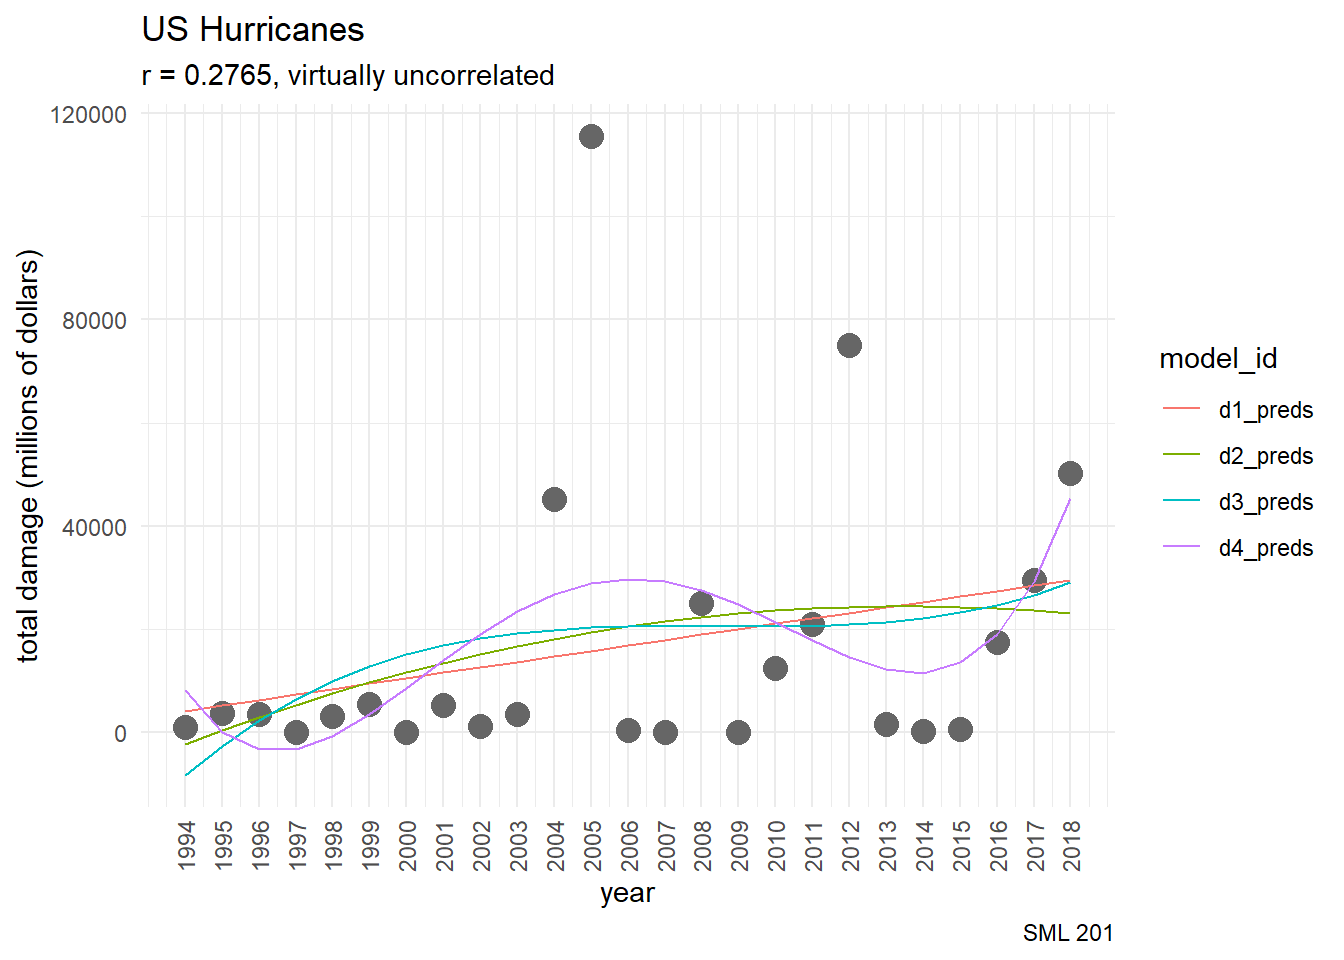 US Hurricanes
r = 0.2765, virtually uncorrelated
total damage (millions of dollars)
120000
80000
40000
0
1994
1995
1996
1997
1998
1999
2000
2001
2002
2003
2004
2005
2006
2007
2008
2009
2010
2011
2012
2013
2014
2015
2016
2017
2018
year
model_id
d1_preds
d2_preds
d3_preds
d4_preds
SML 201